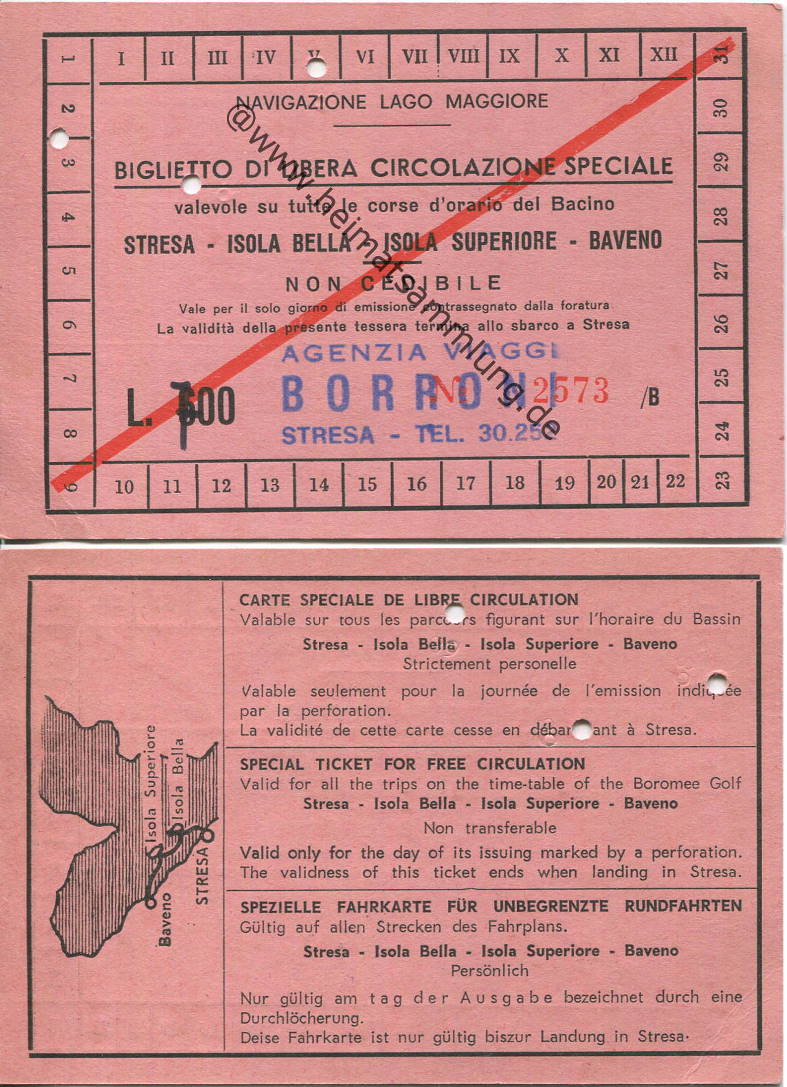 I II III IV V VI VII VIII IX X XI XII
1 2 3 4 5 6 7 8 9
31 30 29 28 27 26 25 24 23
NAVIGAZIONE LAGO MAGGIORE
BIGLIETTO DI LIBERA CIRCOLAZIONE SPECIALE
valevole su tutte le corse d'orario del Bacino
STRESA - ISOLA BELLA - ISOLA SUPERIORE - BAVENO
NON CEDIBILE
Vale per il solo giorno di emissione contrassegnato dalla foratura
La validità della presente tessera termina allo sbarco a Stresa
AGENZIA VIAGGI
BORRONI
STRESA - TEL. 30.25
L. 700
№ 2573 /B
10 11 12 13 14 15 16 17 18 19 20 21 22
@www.heimatsammlung.de
Isola Superiore
Isola Bella
Baveno
STRESA
CARTE SPECIALE DE LIBRE CIRCULATION
Valable sur tous les parcours figurant sur l'horaire du Bassin
Stresa - Isola Bella - Isola Superiore - Baveno
Strictement personelle
Valable seulement pour la journée de l'emission indiquée
par la perforation.
La validité de cette carte cesse en débarquant à Stresa.
SPECIAL TICKET FOR FREE CIRCULATION
Valid for all the trips on the time-table of the Boromee Golf
Stresa - Isola Bella - Isola Superiore - Baveno
Non transferable
Valid only for the day of its issuing marked by a perforation.
The validness of this ticket ends when landing in Stresa.
SPEZIELLE FAHRKARTE FÜR UNBEGRENZTE RUNDFAHRTEN
Gültig auf allen Strecken des Fahrplans.
Stresa - Isola Bella - Isola Superiore - Baveno
Persönlich
Nur gültig am tag der Ausgabe bezeichnet durch eine
Durchlöcherung.
Deise Fahrkarte ist nur gültig biszur Landung in Stresa.